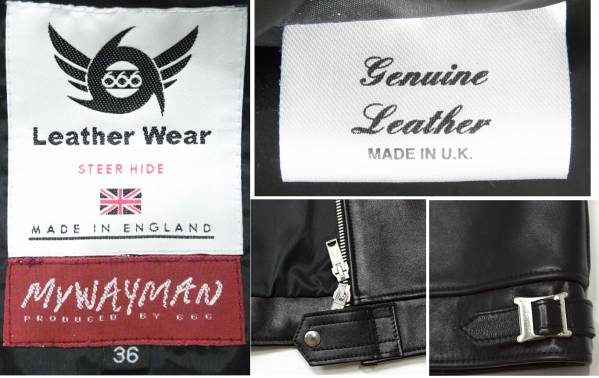 666
Leather Wear
STEER HIDE
MADE IN ENGLAND
MYWAYMAN
PRODUCED BY 666
36
Genuine
Leather
MADE IN U.K.